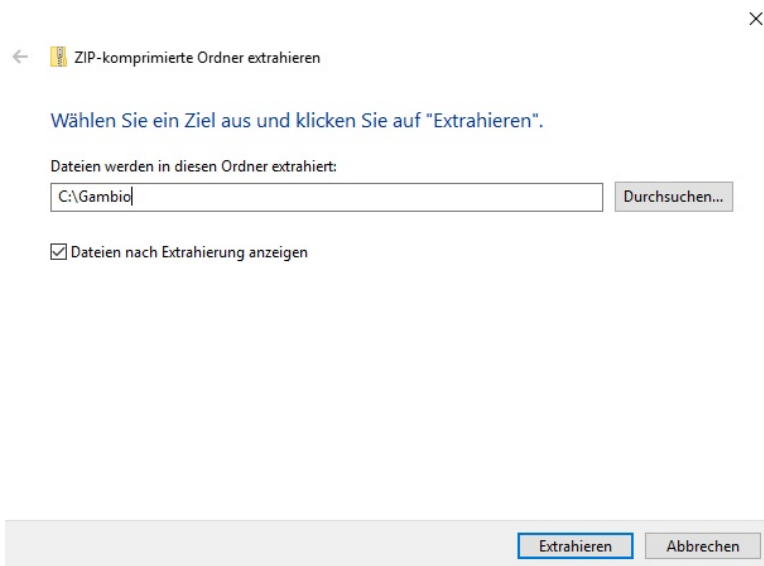 ZIP-komprimierte Ordner extrahieren
Wählen Sie ein Ziel aus und klicken Sie auf "Extrahieren".
Dateien werden in diesen Ordner extrahiert:
C:\Gambio
Durchsuchen...
Dateien nach Extrahierung anzeigen
Extrahieren
Abbrechen